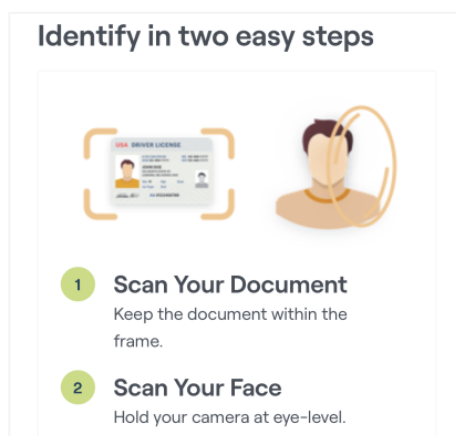 Identify in two easy steps
USA DRIVER LICENSE
1 Scan Your Document
Keep the document within the
frame.
2 Scan Your Face
Hold your camera at eye-level.